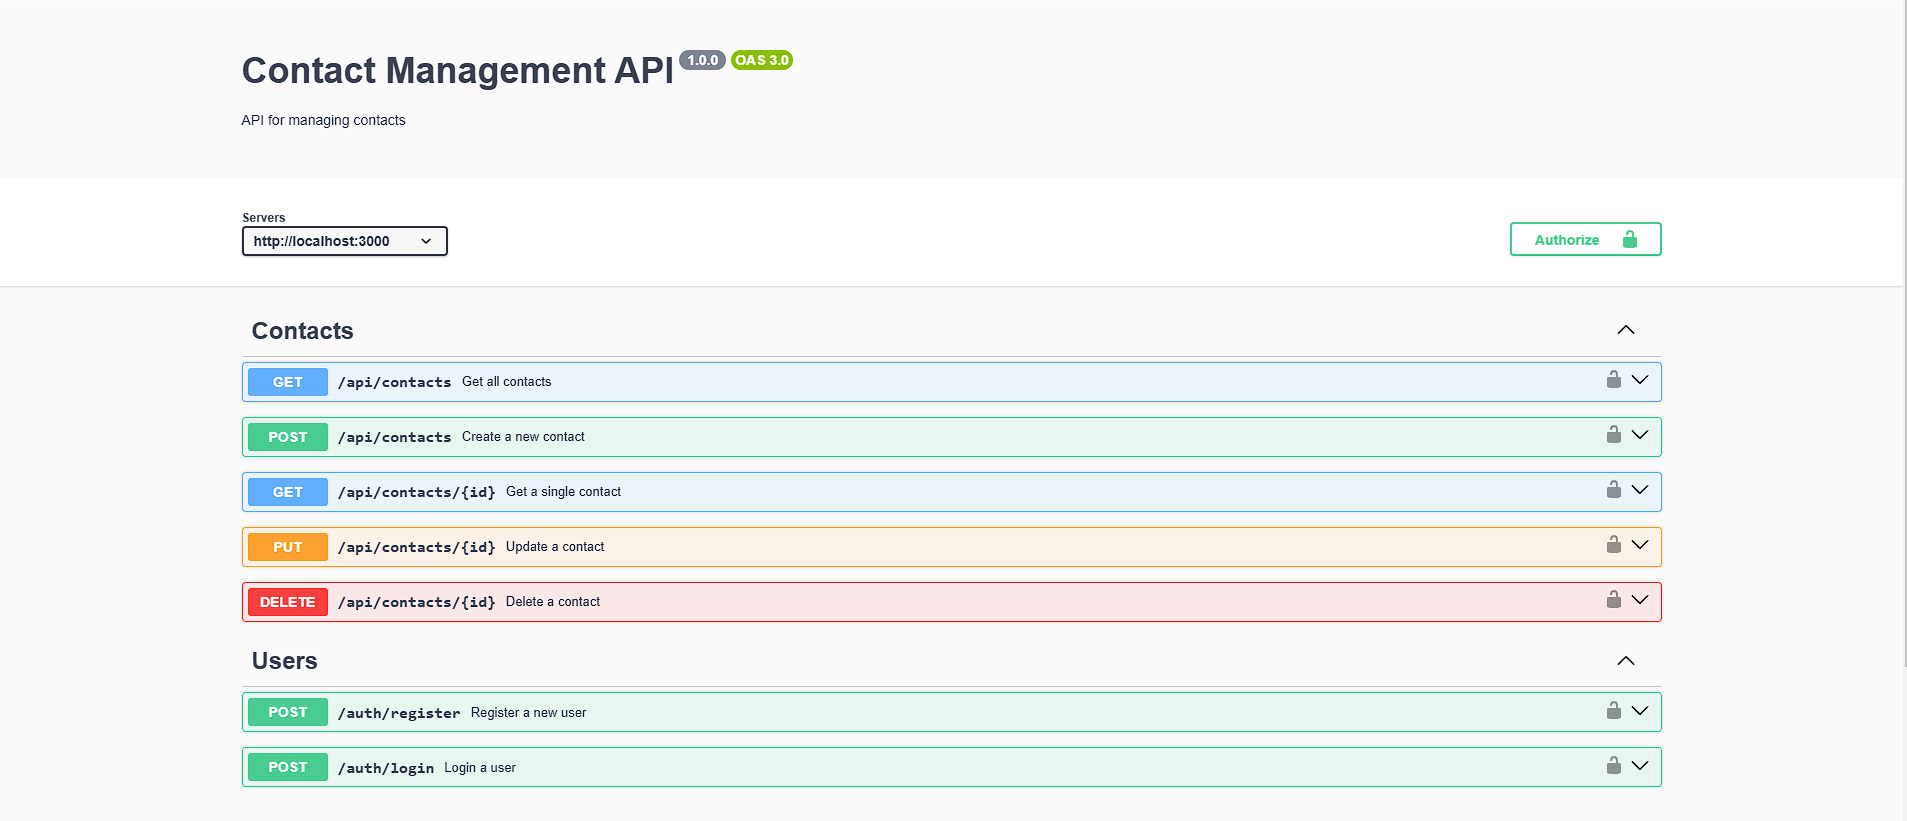 Contact Management API 1.0.0 OAS 3.0
API for managing contacts
Servers
http://localhost:3000
Authorize
Contacts
GET /api/contacts Get all contacts
POST /api/contacts Create a new contact
GET /api/contacts/{id} Get a single contact
PUT /api/contacts/{id} Update a contact
DELETE /api/contacts/{id} Delete a contact
Users
POST /auth/register Register a new user
POST /auth/login Login a user